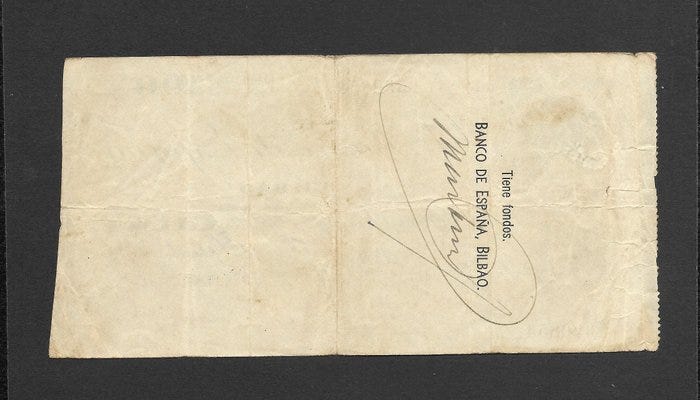 Tiene fondos.
BANCO DE ESPAÑA, BILBAO.